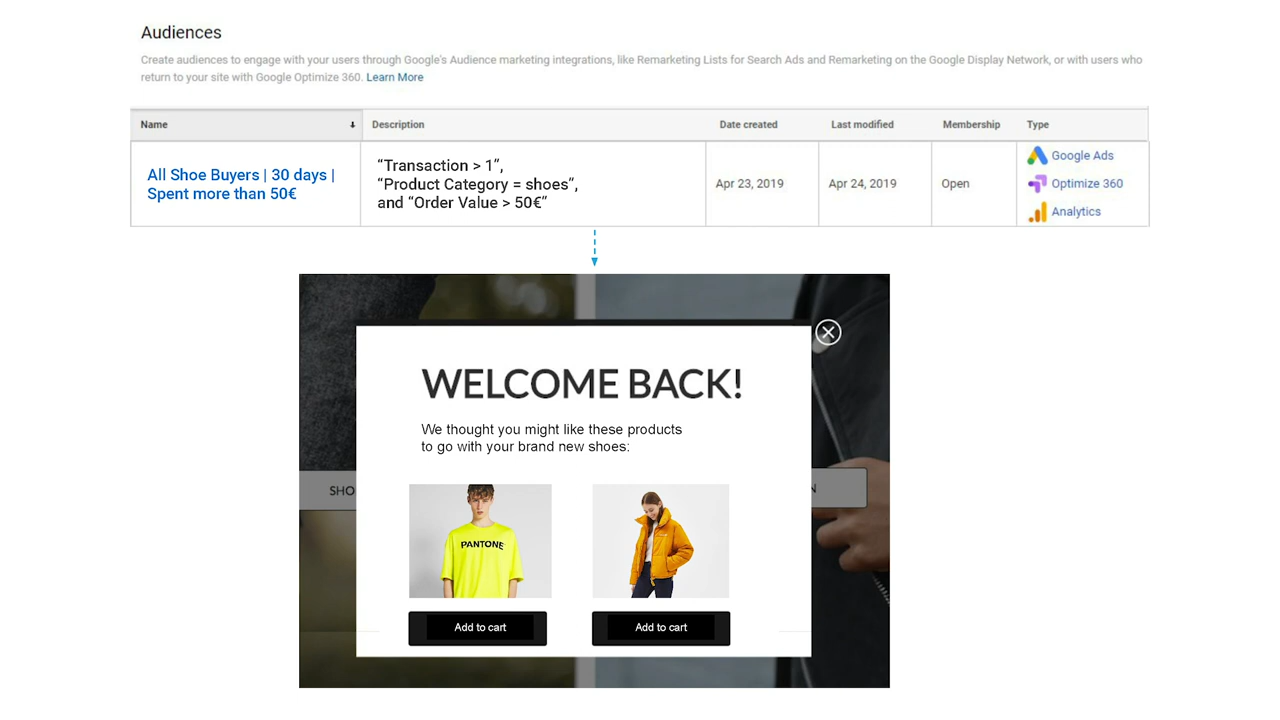 Audiences
Create audiences to engage with your users through Google's Audience marketing integrations, like Remarketing Lists for Search Ads and Remarketing on the Google Display Network, or with users who
return to your site with Google Optimize 360. Learn More
Name Description Date created Last modified Membership Type
All Shoe Buyers | 30 days |
Spent more than 50€
“Transaction > 1”,
“Product Category = shoes”,
and “Order Value > 50€”
Apr 23, 2019
Apr 24, 2019
Open
Google Ads
Optimize 360
Analytics
WELCOME BACK!
We thought you might like these products
to go with your brand new shoes:
SHO
N
PANTONE
Add to cart
Add to cart